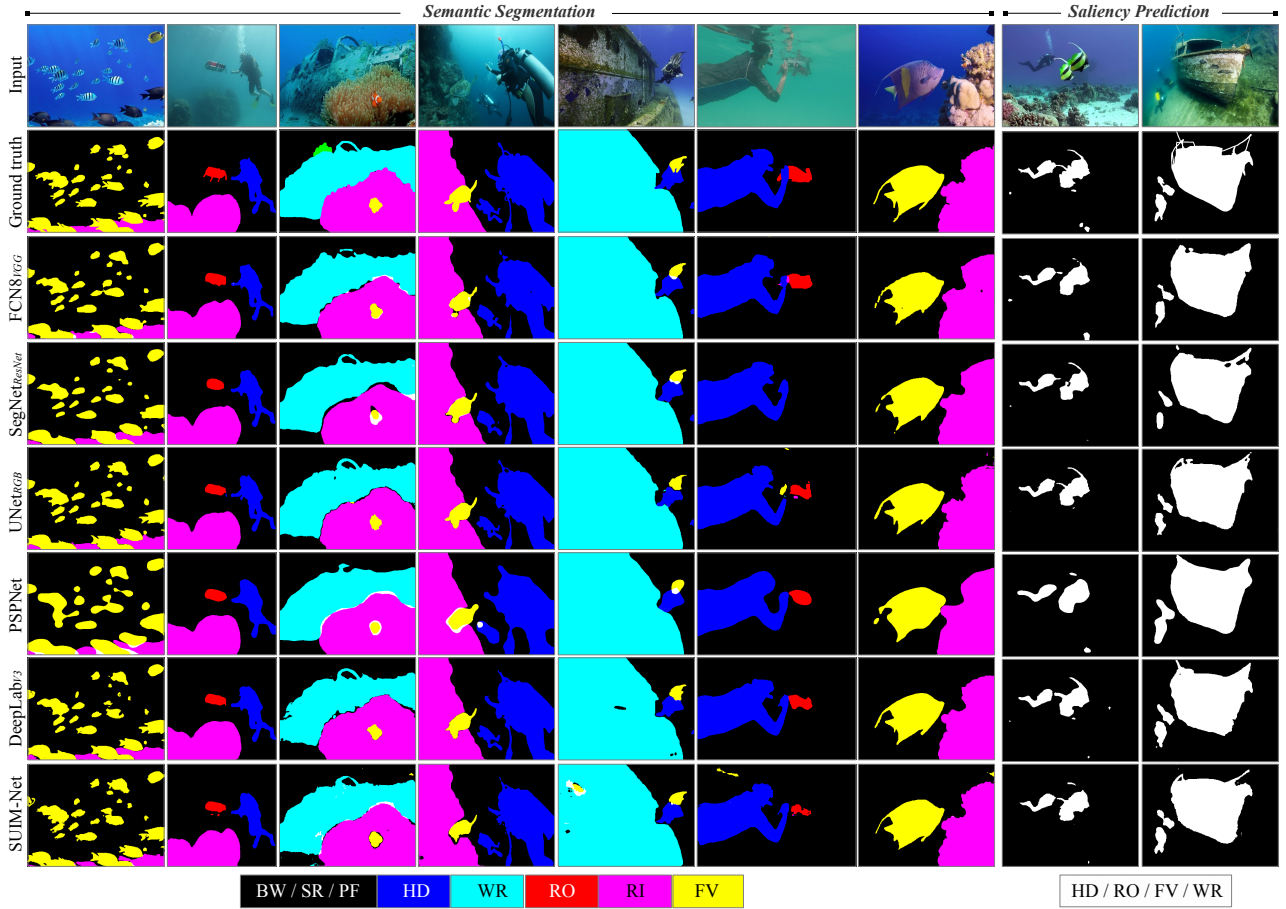 Semantic Segmentation
Saliency Prediction
Input
Ground truth
FCN8VGG
SegNetResNet
UNetRGB
PSPNet
DeepLabV3
SUIM-Net
BW / SR / PF
HD
WR
RO
RI
FV
HD / RO / FV / WR